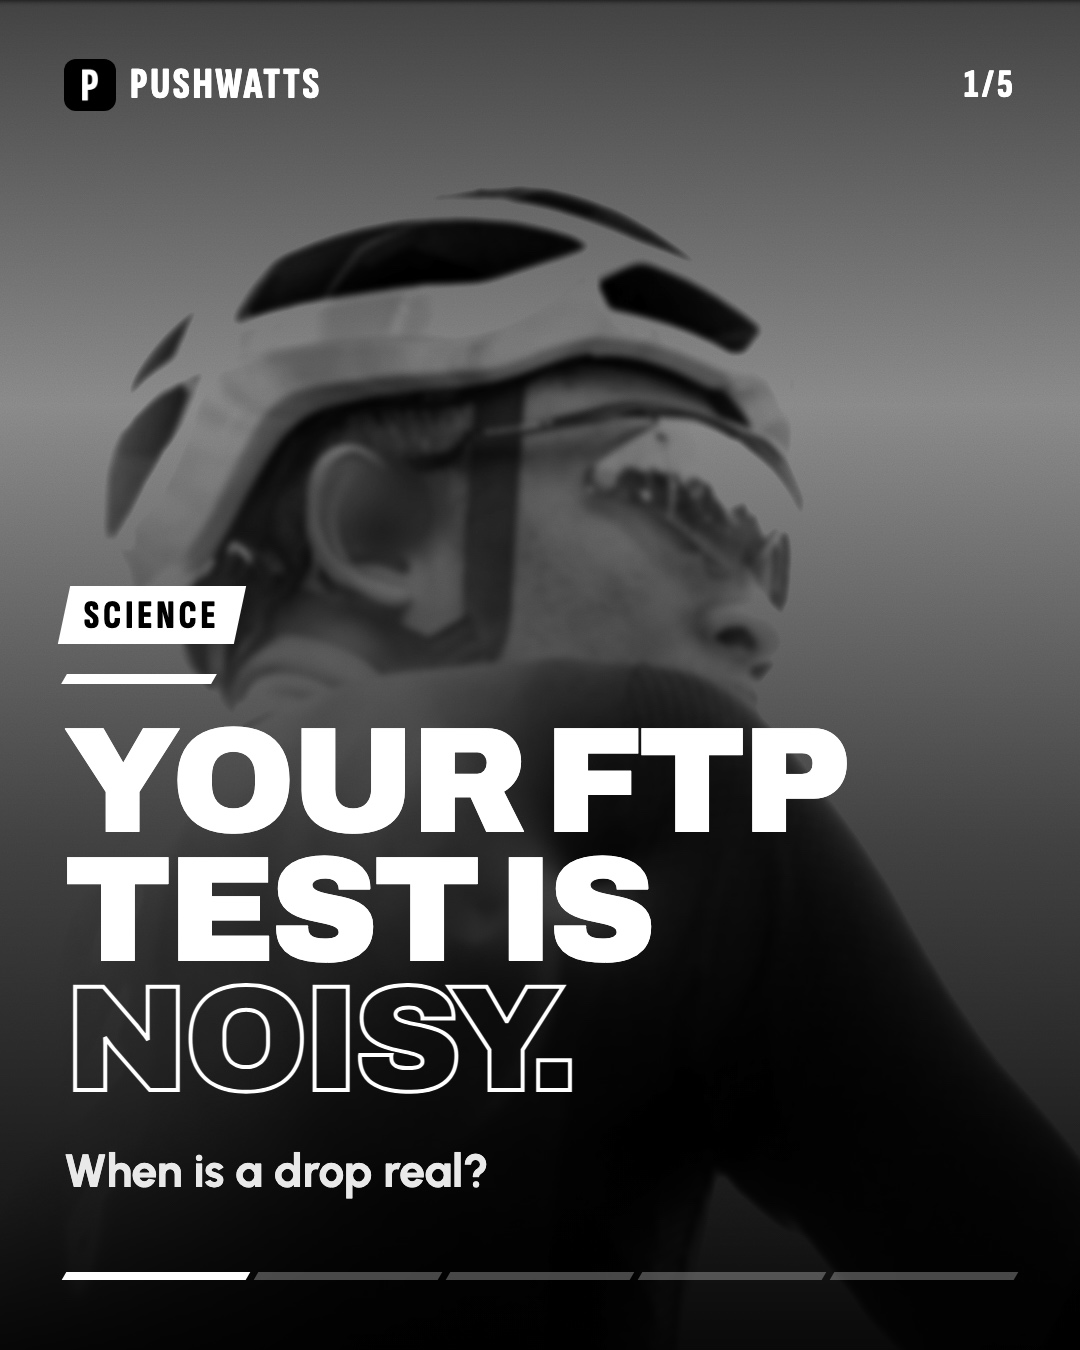 P PUSHWATTS
1/5
SCIENCE
YOUR FTP
TEST IS
NOISY.
When is a drop real?